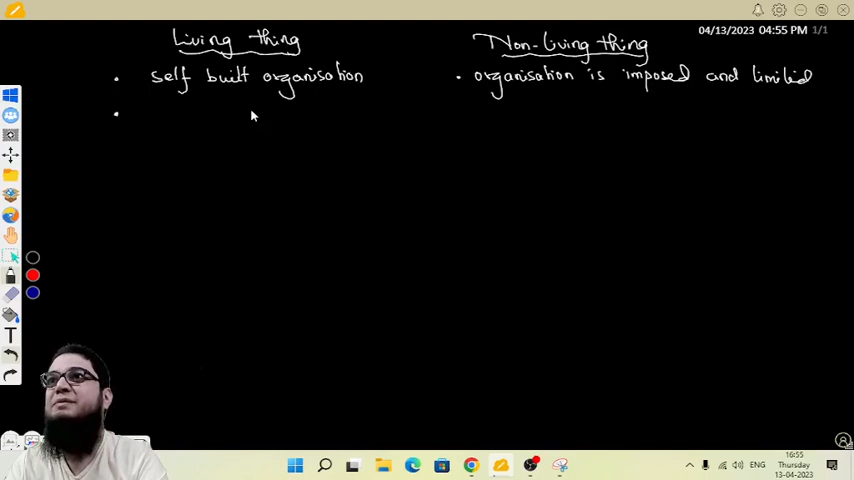 04/13/2023 04:55 PM 1/1
Living thing
Non-Living thing
• self built organisation
• organisation is imposed and limited
•
T
ENG
16:55
Thursday
13-04-2023